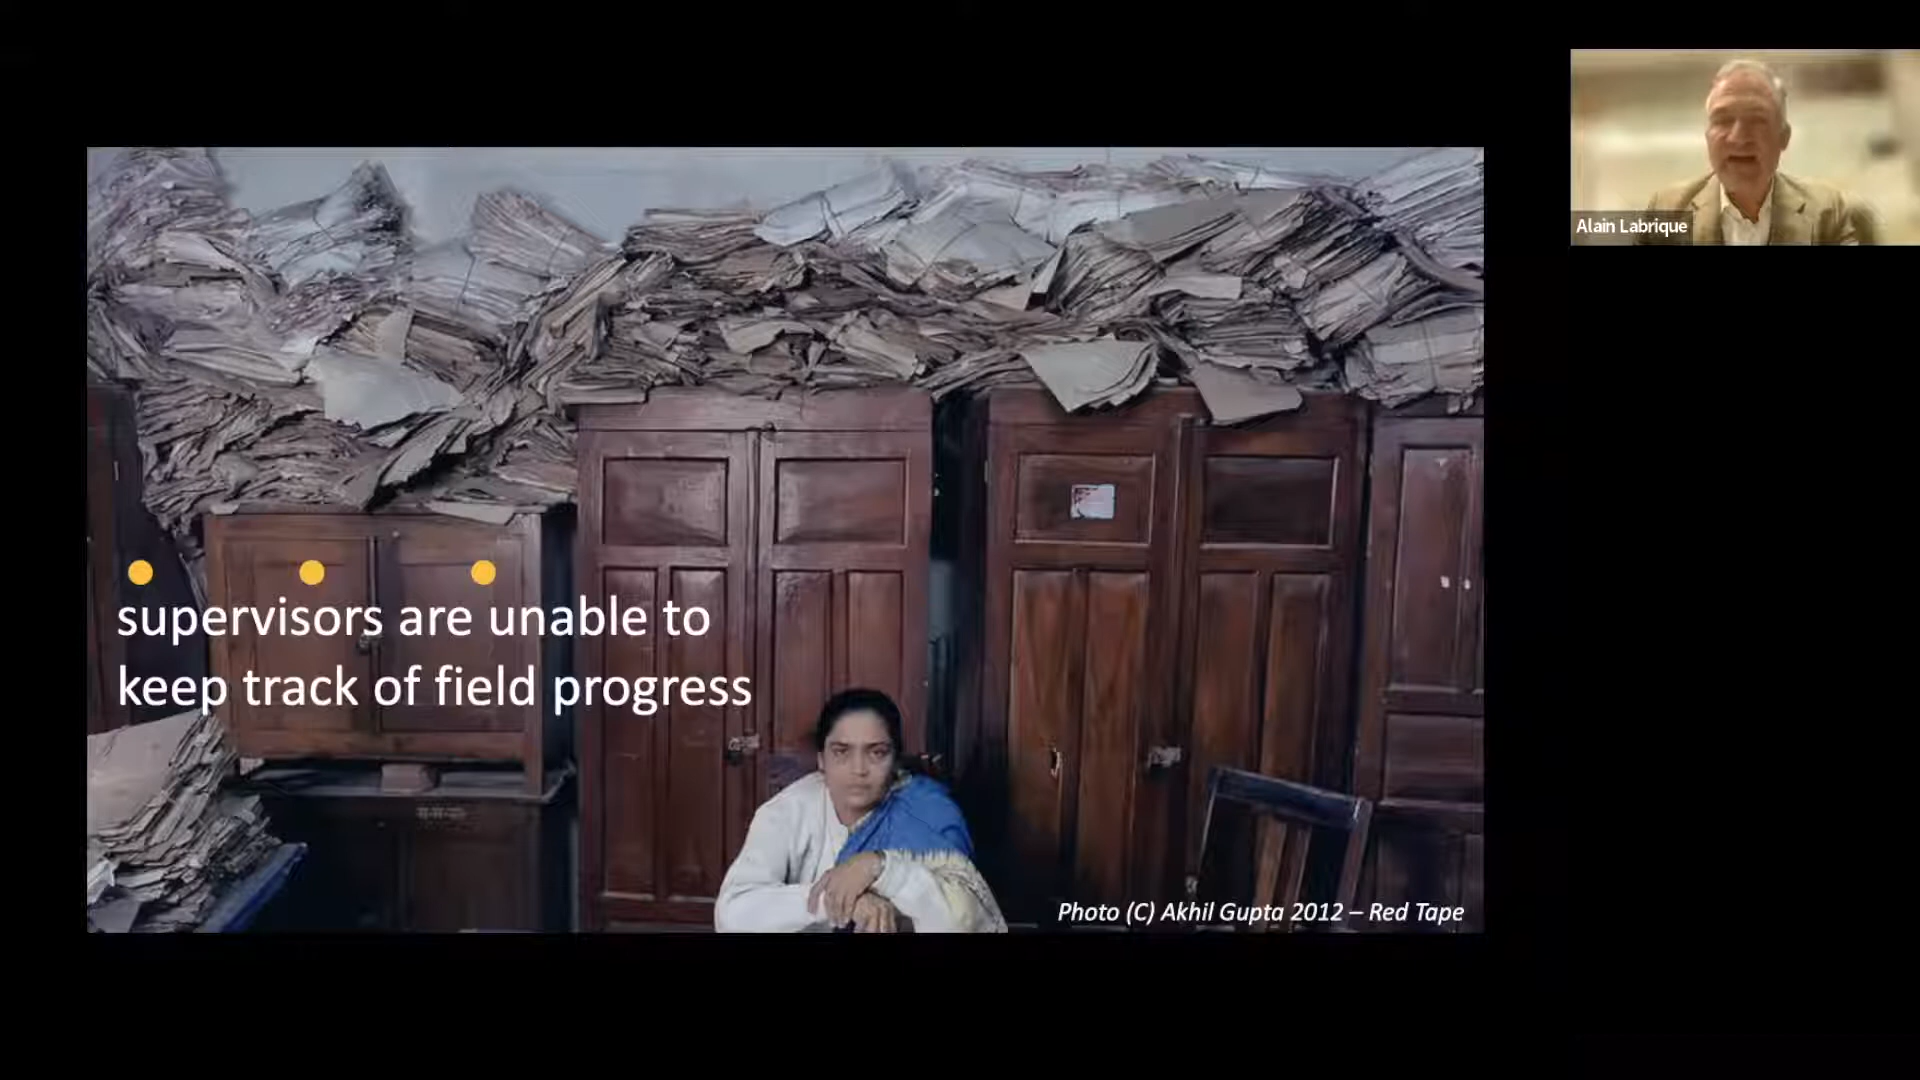 Alain Labrique
supervisors are unable to
keep track of field progress
Photo (C) Akhil Gupta 2012 – Red Tape